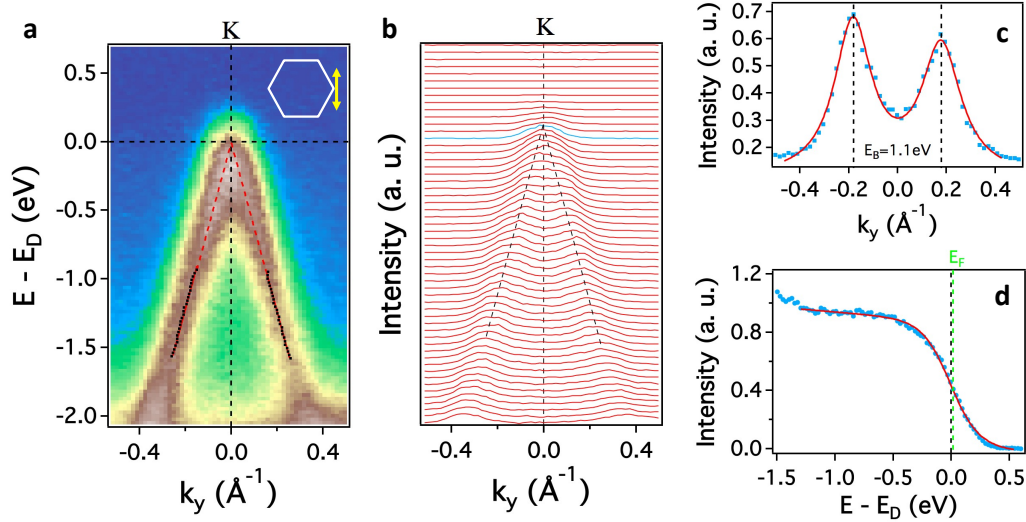 a
K
0.5
0.0
-0.5
-1.0
-1.5
-2.0
E - E_D (eV)
-0.4
0.0
0.4
k_y (Å⁻¹)
b
K
Intensity (a. u.)
-0.4
0.0
0.4
k_y (Å⁻¹)
c
0.7
0.6
0.5
0.4
0.3
0.2
Intensity (a. u.)
E_B=1.1eV
-0.4
-0.2
0.0
0.2
0.4
k_y (Å⁻¹)
E_F
d
1.2
0.8
0.4
0.0
Intensity (a. u.)
-1.5
-1.0
-0.5
0.0
0.5
E - E_D (eV)